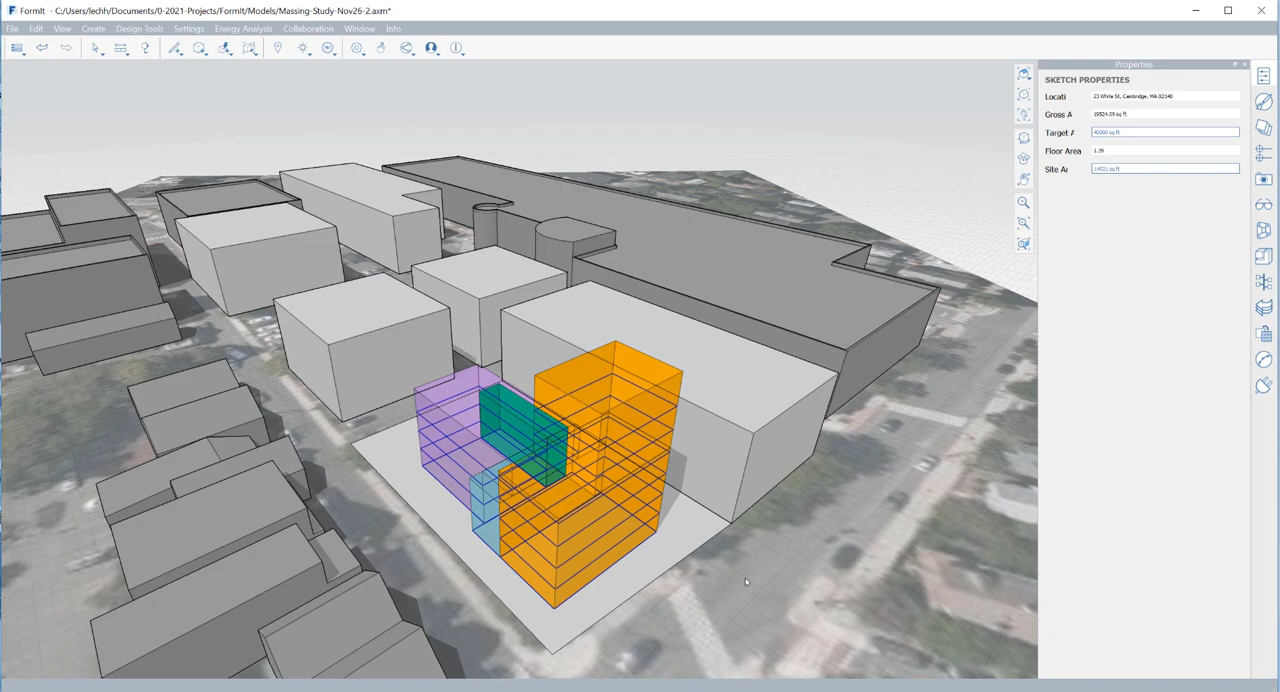 FormIt - C:/Users/lechh/Documents/0-2021-Projects/FormIt/Models/Massing-Study-Nov26-2.axm*
File Edit View Create Design Tools Settings Energy Analysis Collaboration Window Info
Properties
SKETCH PROPERTIES
Locati 23 White St, Cambridge, MA 02140
Gross A 19524.09 sq ft
Target A 40000 sq ft
Floor Area 1.39
Site Ar 14021 sq ft